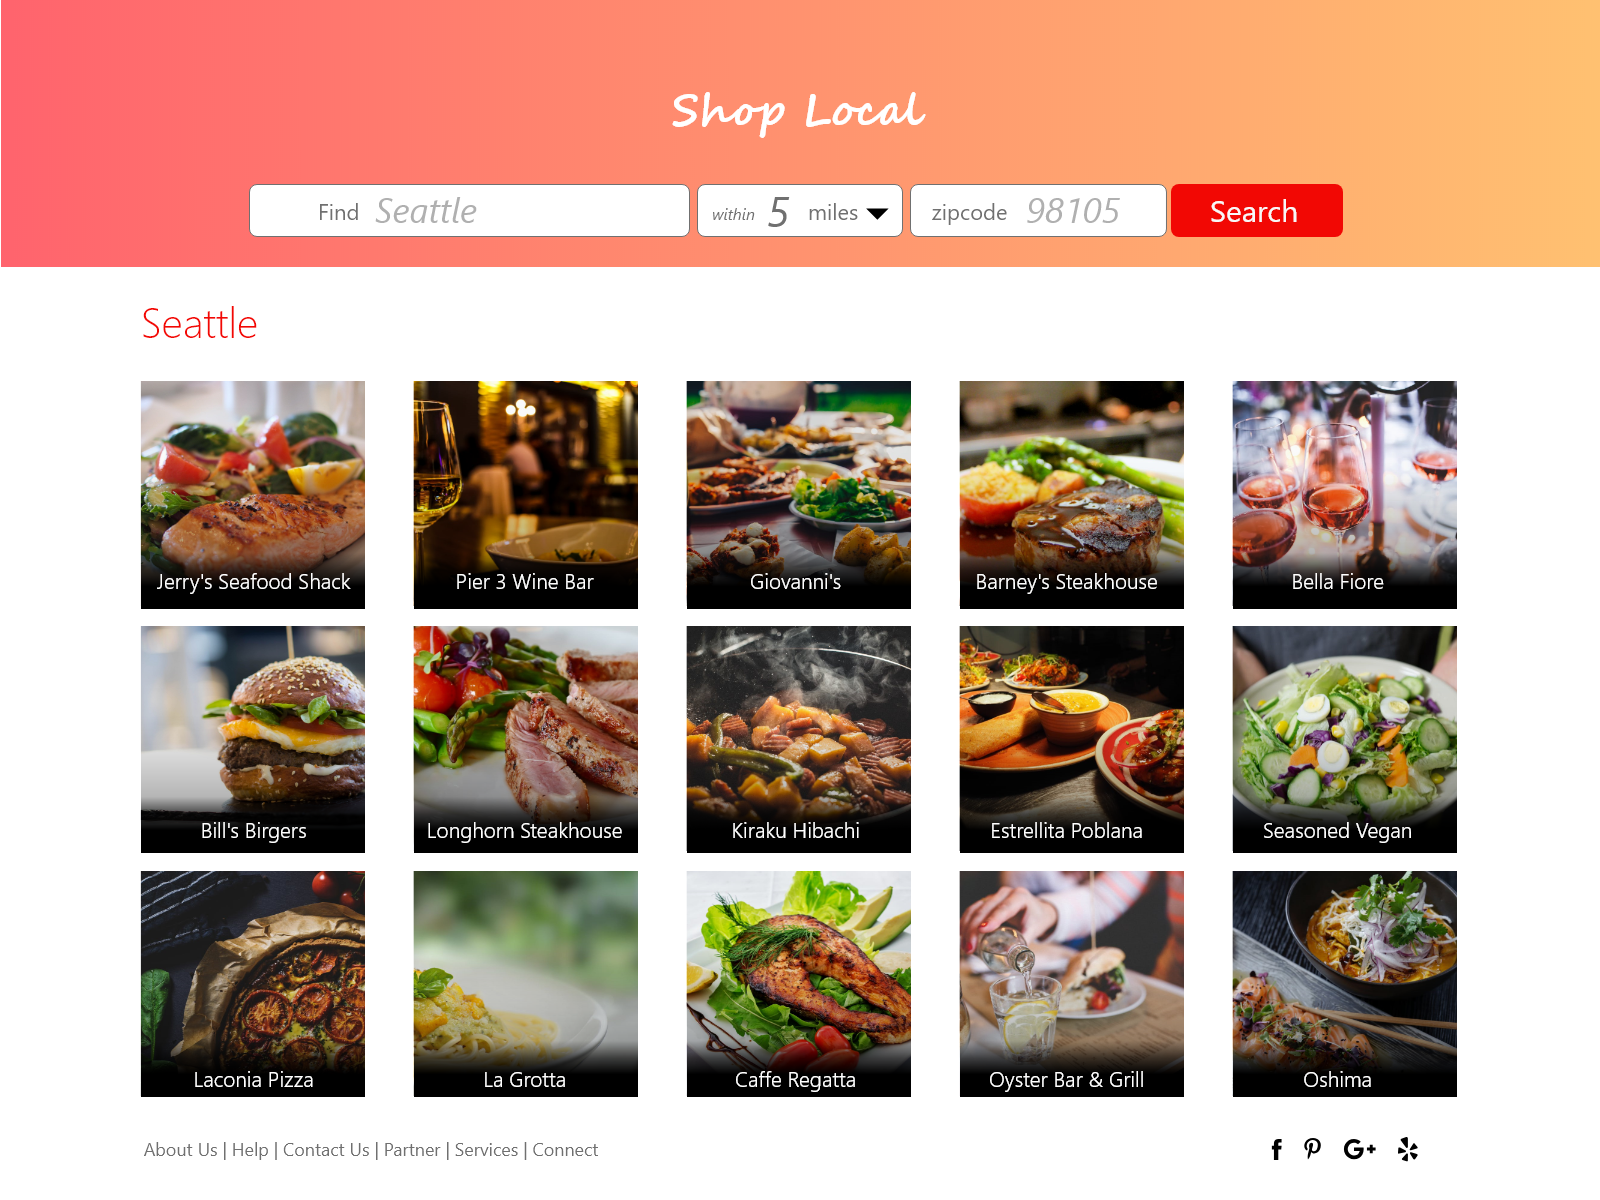 Shop Local
Find Seattle within 5 miles zipcode 98105 Search
Seattle
Jerry's Seafood Shack
Pier 3 Wine Bar
Giovanni's
Barney's Steakhouse
Bella Fiore
Bill's Birgers
Longhorn Steakhouse
Kiraku Hibachi
Estrellita Poblana
Seasoned Vegan
Laconia Pizza
La Grotta
Caffe Regatta
Oyster Bar & Grill
Oshima
About Us | Help | Contact Us | Partner | Services | Connect